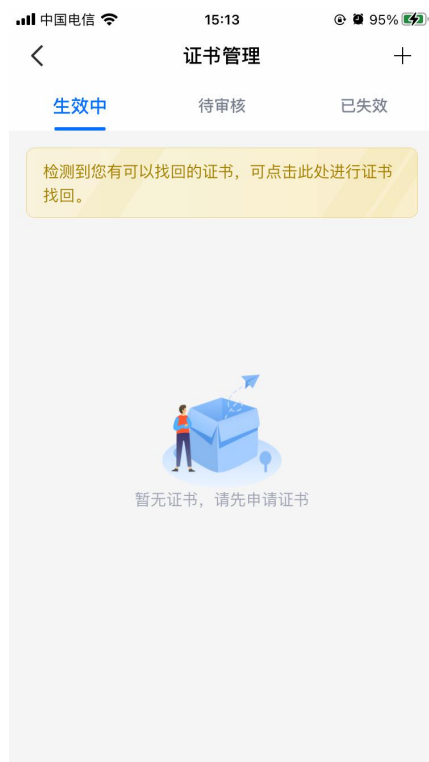 中国电信 15:13 95%
证书管理
生效中 待审核 已失效
检测到您有可以找回的证书，可点击此处进行证书
找回。
暂无证书，请先申请证书